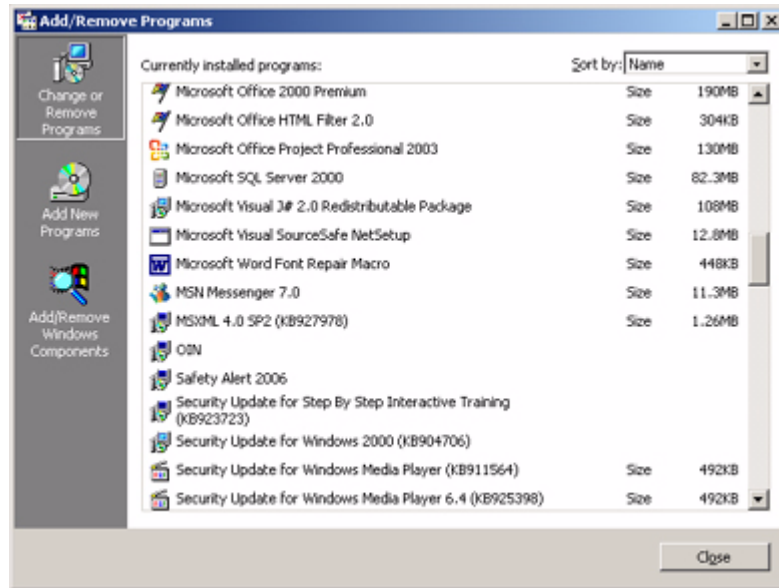 Add/Remove Programs
Change or
Remove
Programs
Add New
Programs
Add/Remove
Windows
Components
Currently installed programs:
Sort by: Name
Microsoft Office 2000 Premium Size 190MB
Microsoft Office HTML Filter 2.0 Size 304KB
Microsoft Office Project Professional 2003 Size 130MB
Microsoft SQL Server 2000 Size 82.3MB
Microsoft Visual J# 2.0 Redistributable Package Size 108MB
Microsoft Visual SourceSafe NetSetup Size 12.8MB
Microsoft Word Font Repair Macro Size 448KB
MSN Messenger 7.0 Size 11.3MB
MSXML 4.0 SP2 (KB927978) Size 1.26MB
OIN
Safety Alert 2006
Security Update for Step By Step Interactive Training
(KB923723)
Security Update for Windows 2000 (KB904706)
Security Update for Windows Media Player (KB911564) Size 492KB
Security Update for Windows Media Player 6.4 (KB925398) Size 492KB
Close